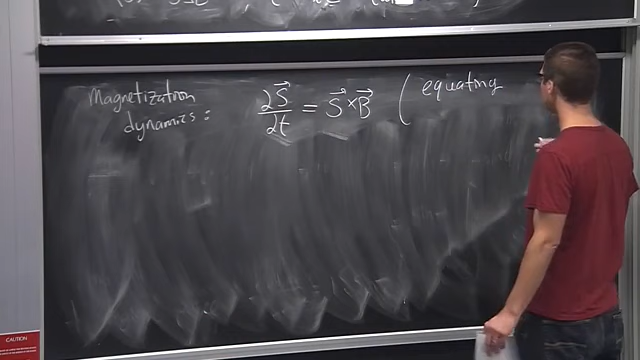 Magnetization
dynamics:
∂S⃗/∂t = S⃗ × B⃗ ( equating
CAUTION